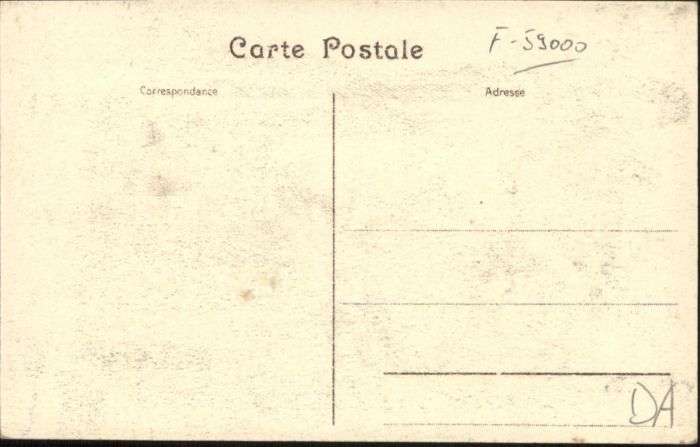 Carte Postale
F-59000
Correspondance
Adresse
DA